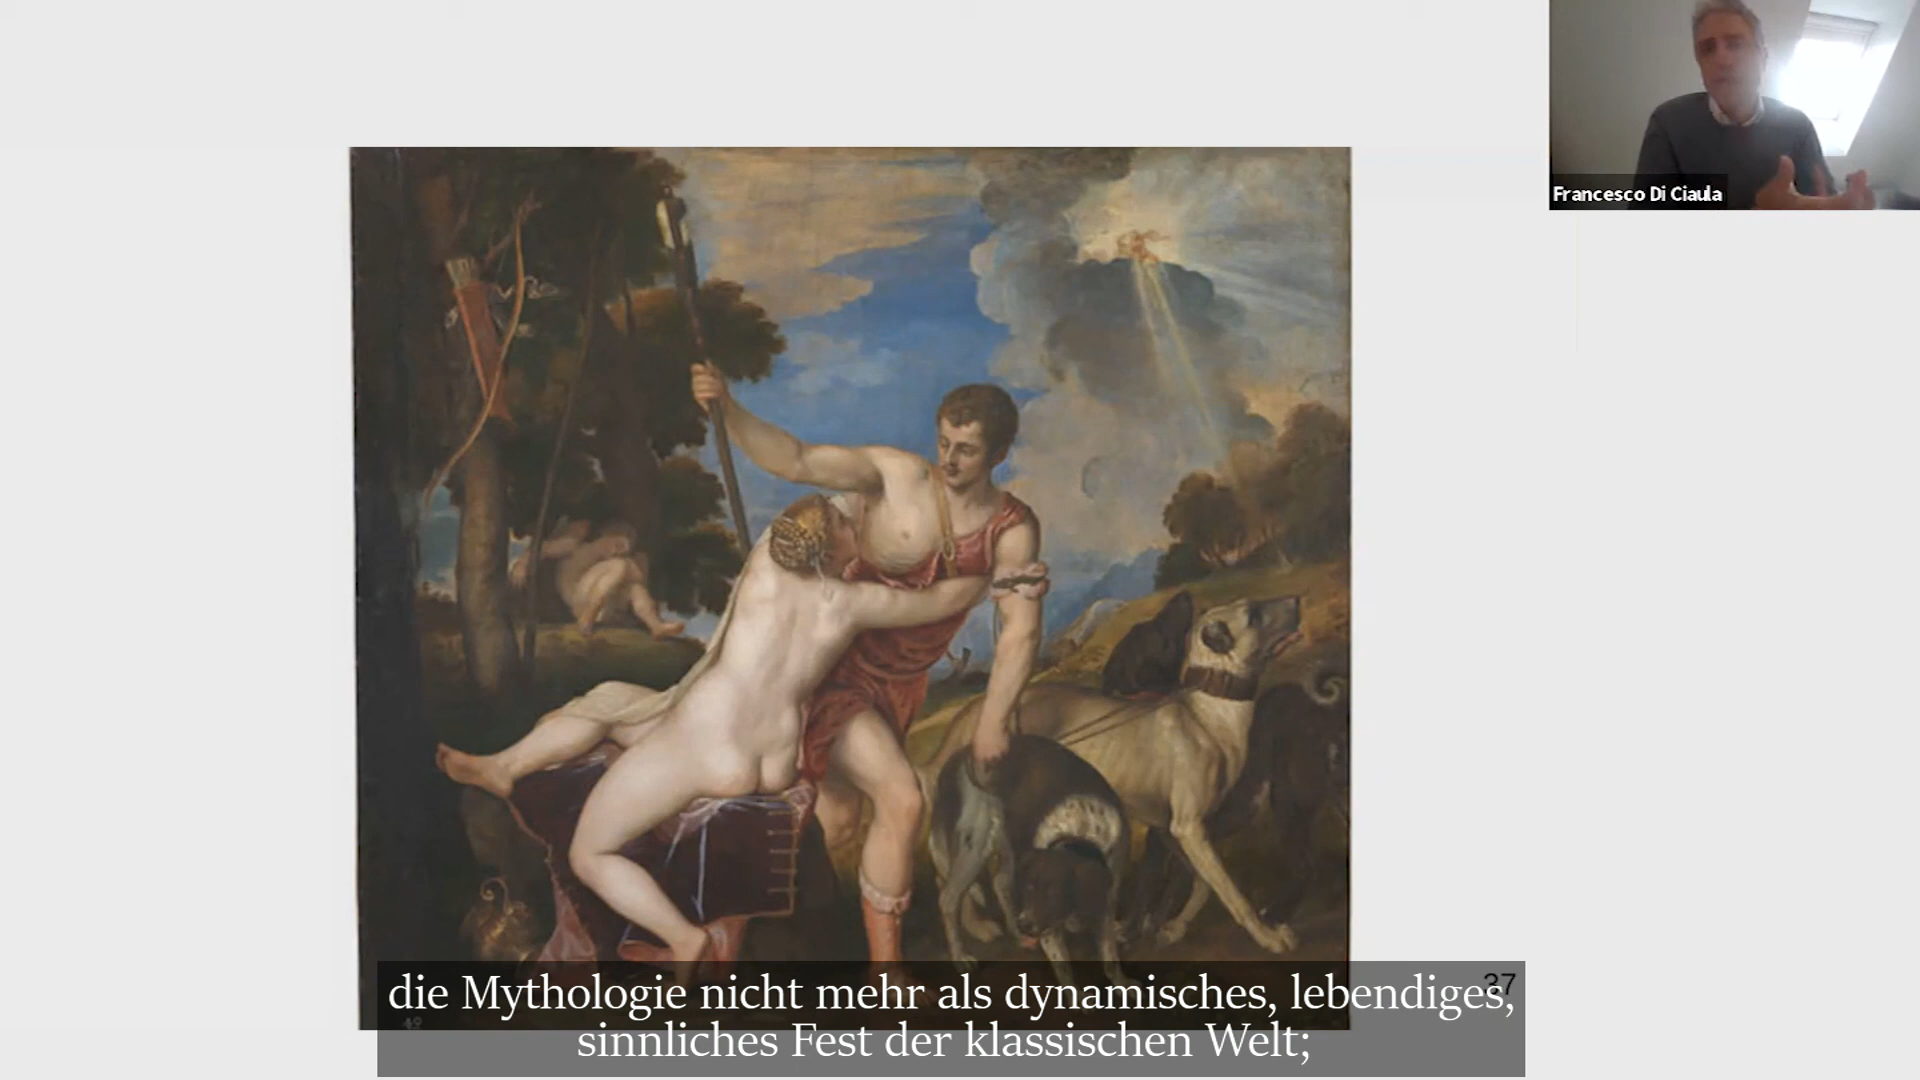 Francesco Di Ciaula
37
die Mythologie nicht mehr als dynamisches, lebendiges,
sinnliches Fest der klassischen Welt;